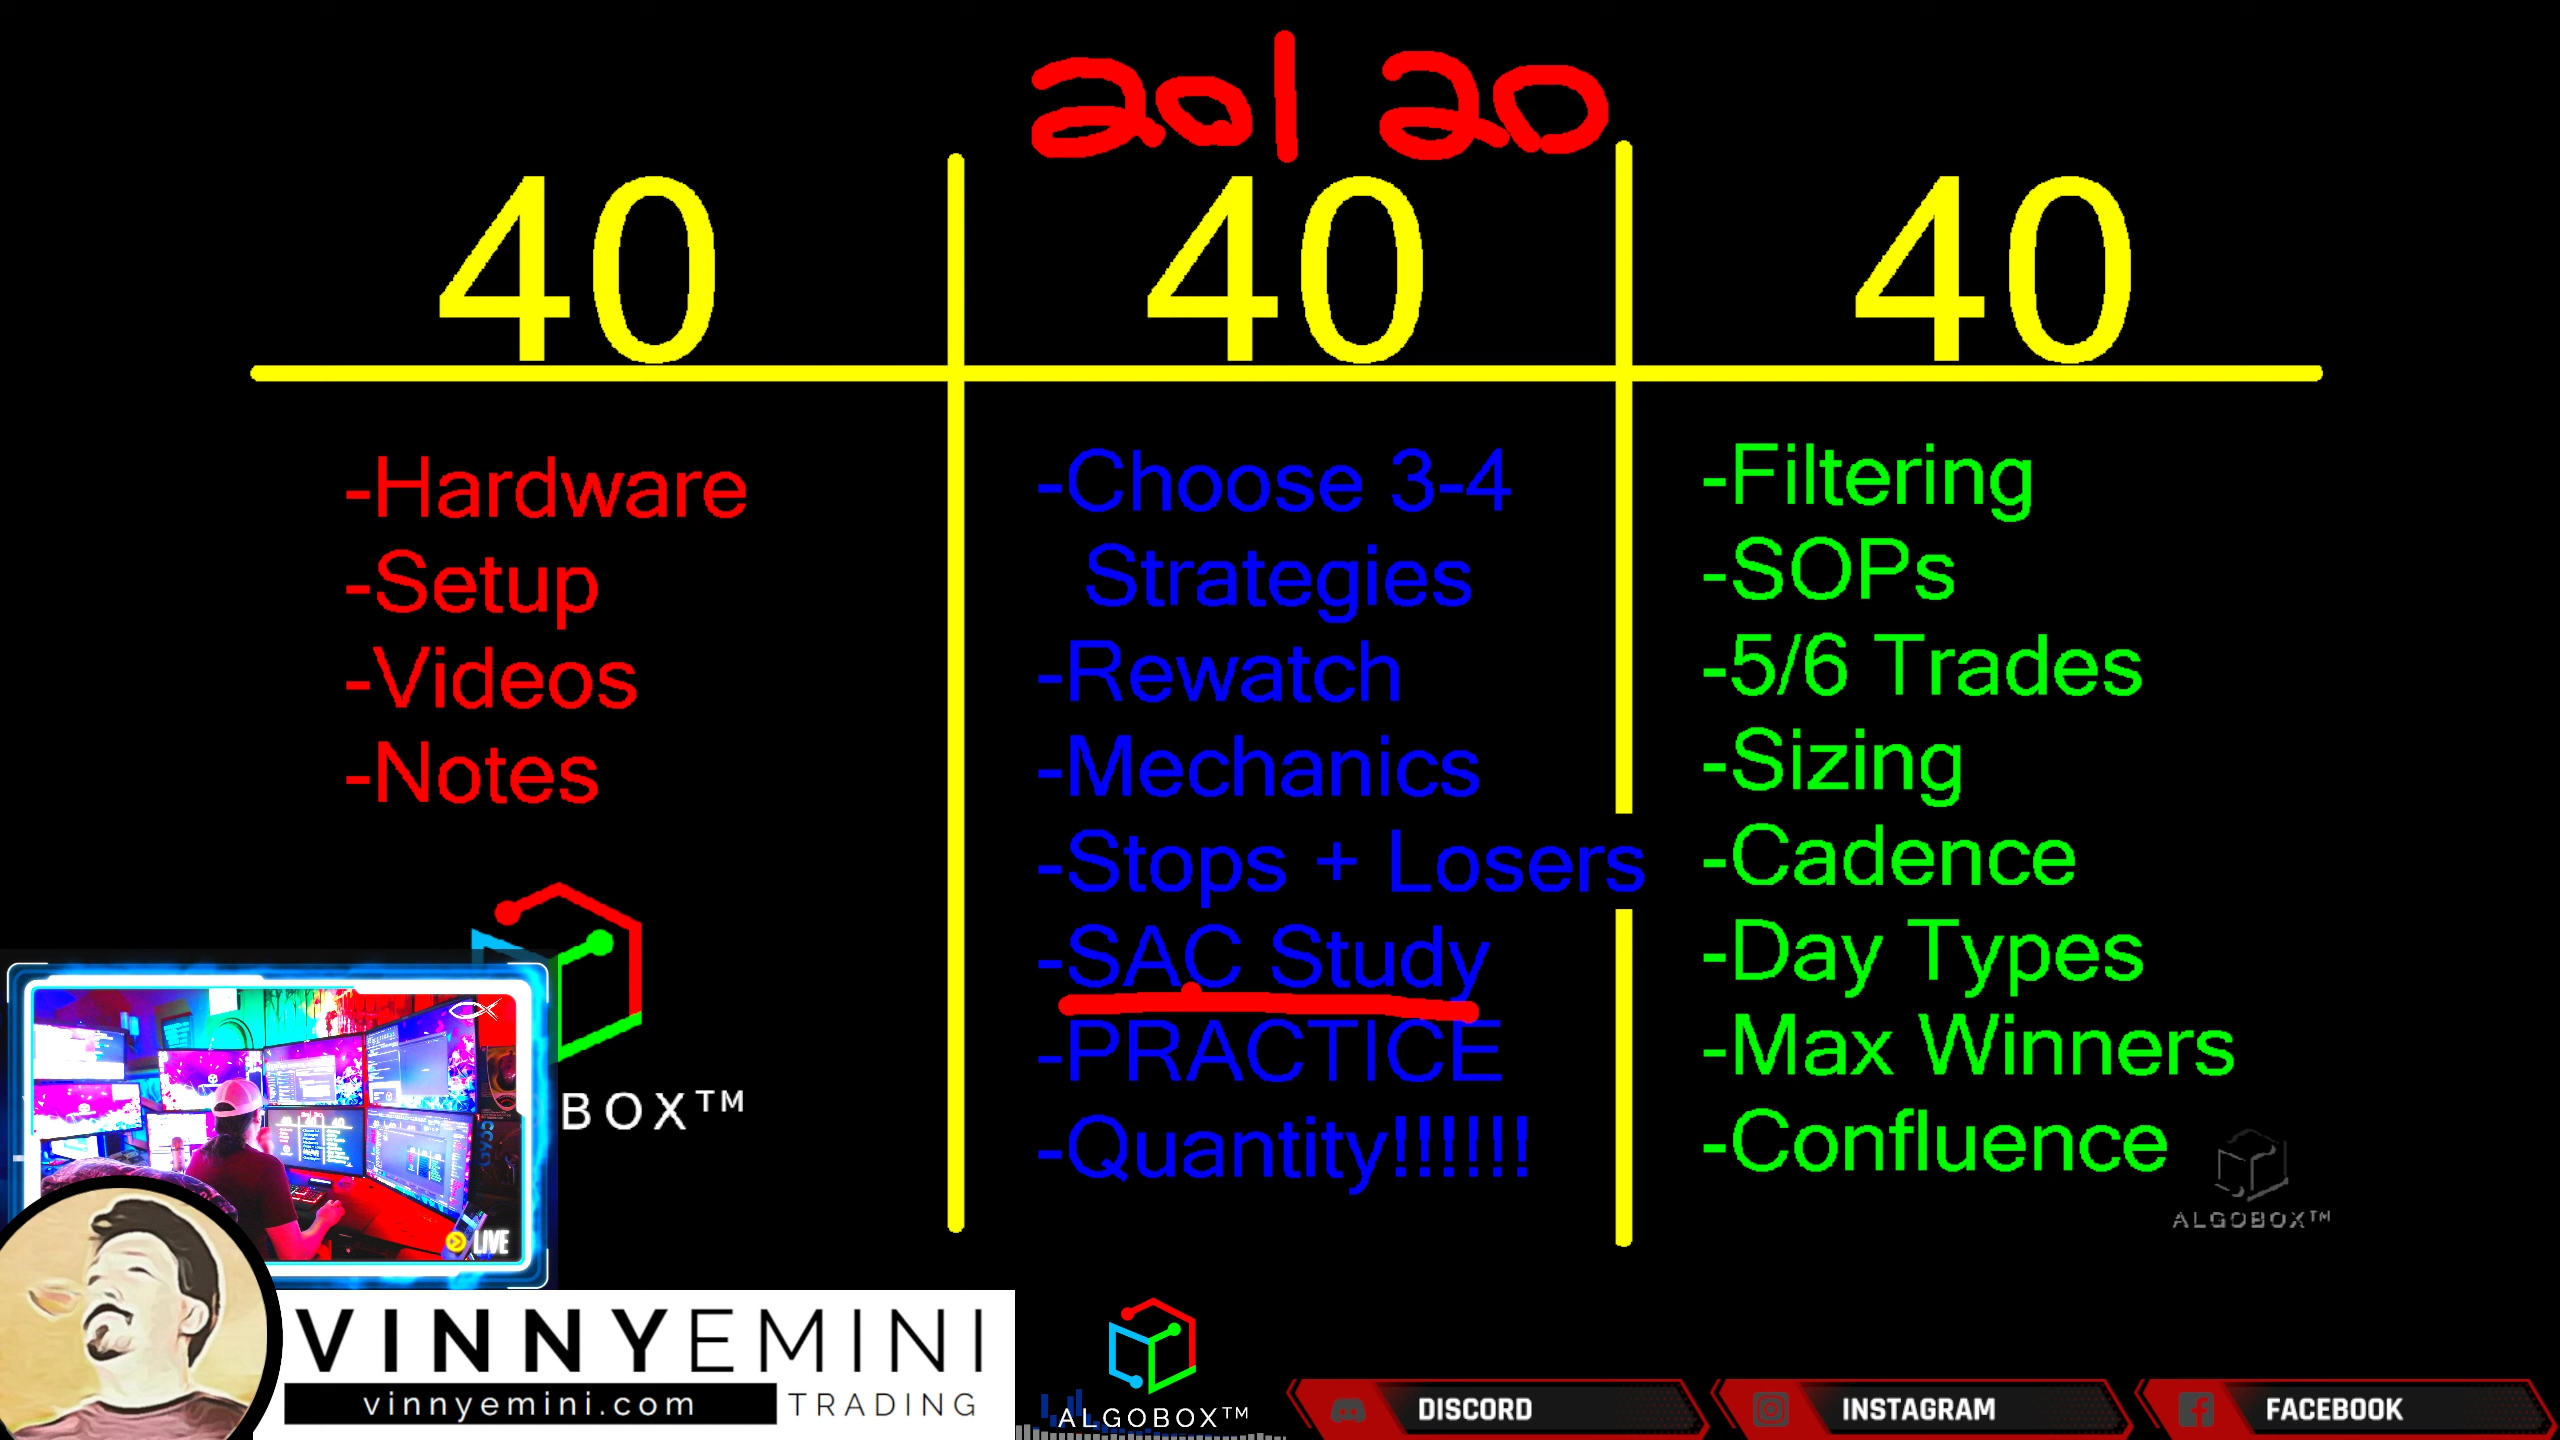 20|20
40
40
40
-Hardware
-Setup
-Videos
-Notes
-Choose 3-4
Strategies
-Rewatch
-Mechanics
-Stops + Losers
-SAC Study
-PRACTICE
-Quantity!!!!!!
-Filtering
-SOPs
-5/6 Trades
-Sizing
-Cadence
-Day Types
-Max Winners
-Confluence
BOX™
ALGOBOX™
LIVE
VINNYEMINI
vinnyemini.com TRADING
ALGOBOX™
DISCORD
INSTAGRAM
FACEBOOK